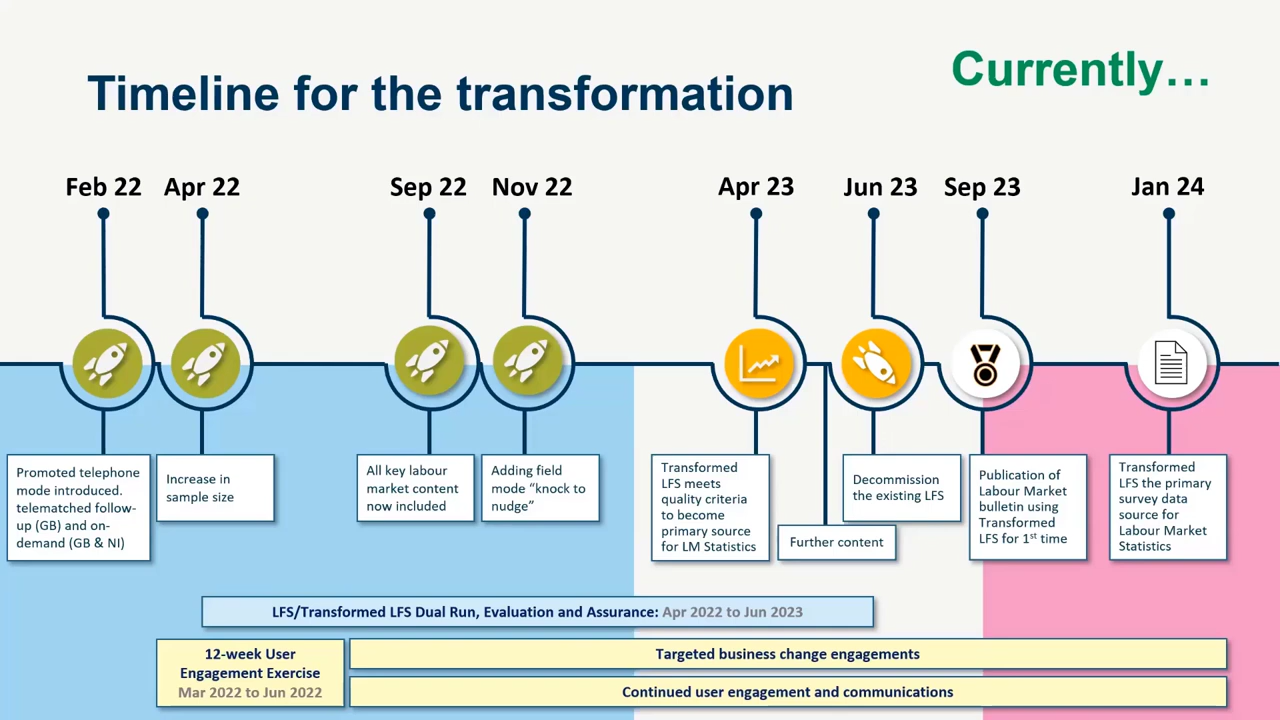 Timeline for the transformation
Currently…
Feb 22
Apr 22
Sep 22
Nov 22
Apr 23
Jun 23
Sep 23
Jan 24
Promoted telephone
mode introduced.
telematched follow-
up (GB) and on-
demand (GB & NI)
Increase in
sample size
All key labour
market content
now included
Adding field
mode “knock to
nudge”
Transformed
LFS meets
quality criteria
to become
primary source
for LM Statistics
Further content
Decommission
the existing LFS
Publication of
Labour Market
bulletin using
Transformed
LFS for 1st time
Transformed
LFS the primary
survey data
source for
Labour Market
Statistics
LFS/Transformed LFS Dual Run, Evaluation and Assurance: Apr 2022 to Jun 2023
12-week User
Engagement Exercise
Mar 2022 to Jun 2022
Targeted business change engagements
Continued user engagement and communications